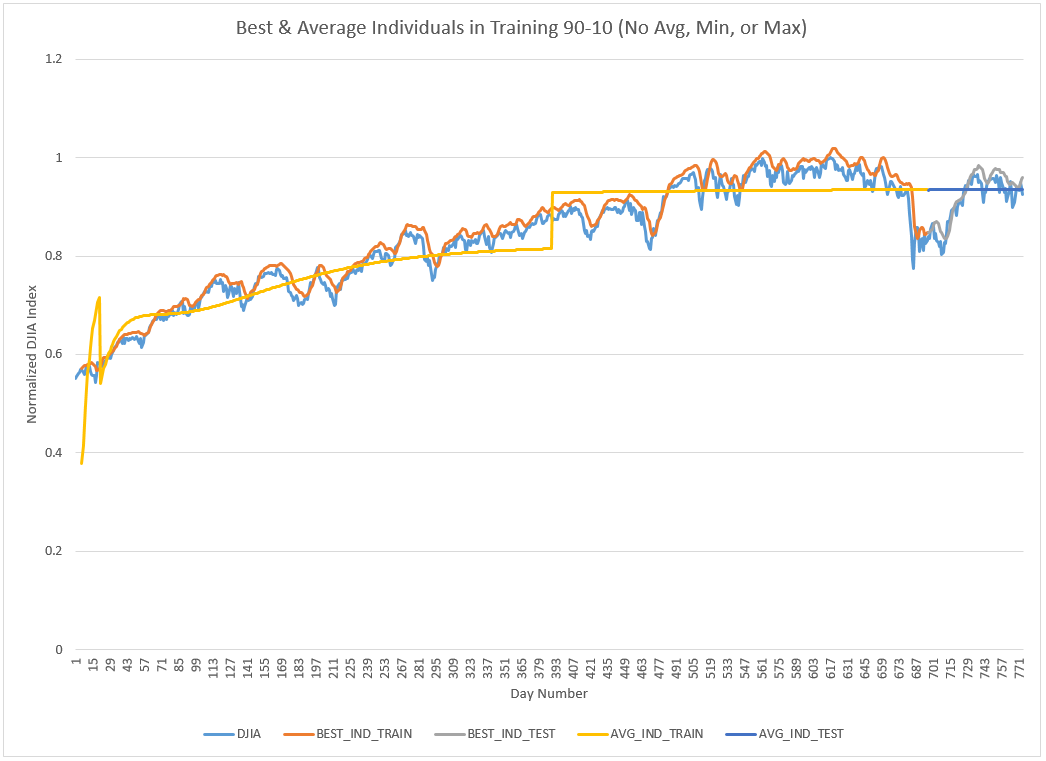 Best & Average Individuals in Training 90-10 (No Avg, Min, or Max)
1.2
1
0.8
0.6
0.4
0.2
0
Normalized DJIA Index
1 15 29 43 57 71 85 99 113 127 141 155 169 183 197 211 225 239 253 267 281 295 309 323 337 351 365 379 393 407 421 435 449 463 477 491 505 519 533 547 561 575 589 603 617 631 645 659 673 687 701 715 729 743 757 771
Day Number
DJIA BEST_IND_TRAIN BEST_IND_TEST AVG_IND_TRAIN AVG_IND_TEST